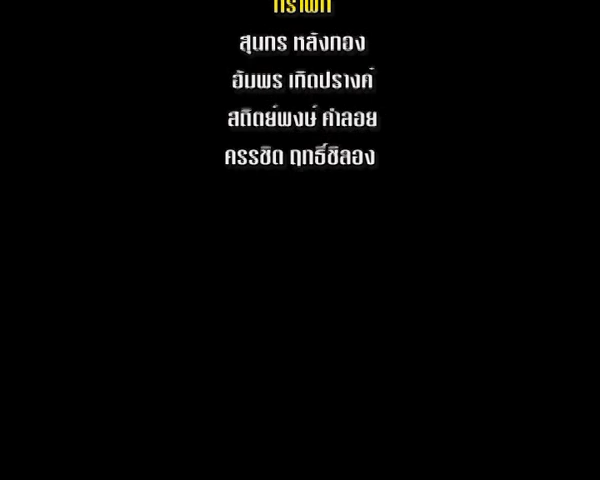 กราฟิก
สุนทร หลังทอง
อัมพร เกิดปรางค์
สถิตย์พงษ์ คำลอย
ครรชิต ฤทธิ์ชิลอง